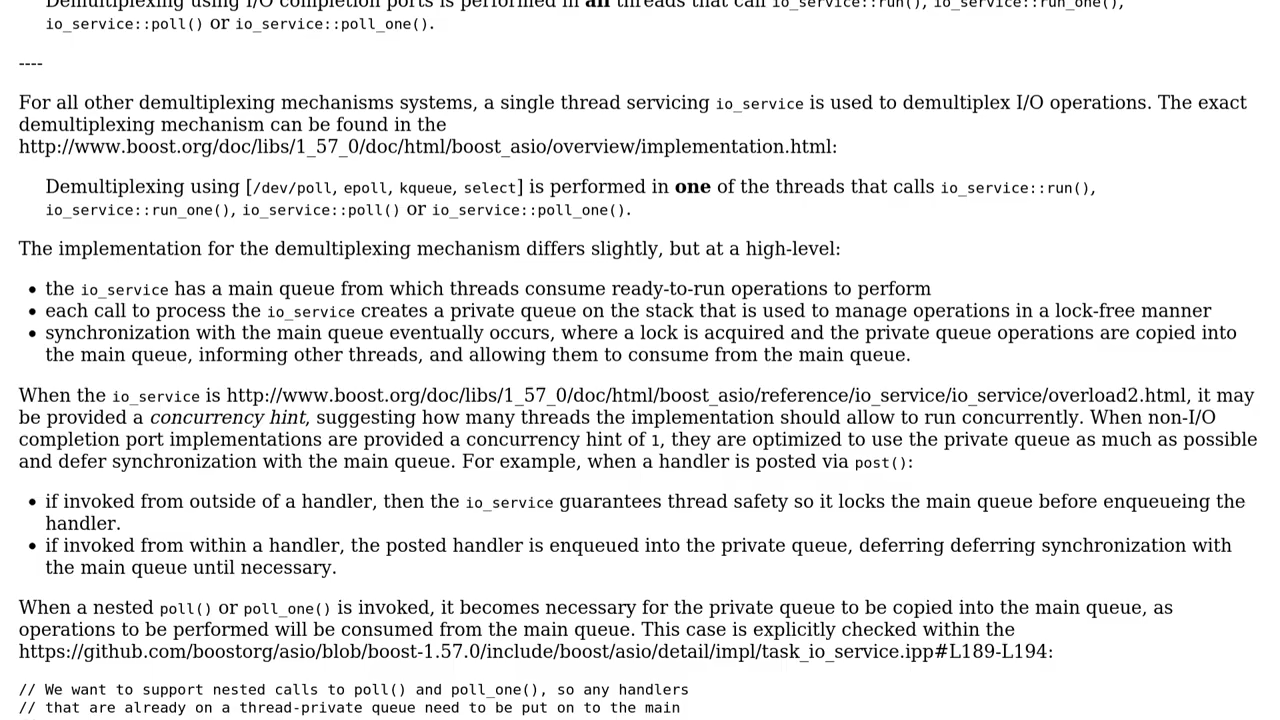 Demultiplexing using I/O completion ports is performed in all threads that call io_service::run(), io_service::run_one(),
io_service::poll() or io_service::poll_one().
----
For all other demultiplexing mechanisms systems, a single thread servicing io_service is used to demultiplex I/O operations. The exact
demultiplexing mechanism can be found in the
http://www.boost.org/doc/libs/1_57_0/doc/html/boost_asio/overview/implementation.html:
Demultiplexing using [/dev/poll, epoll, kqueue, select] is performed in one of the threads that calls io_service::run(),
io_service::run_one(), io_service::poll() or io_service::poll_one().
The implementation for the demultiplexing mechanism differs slightly, but at a high-level:
• the io_service has a main queue from which threads consume ready-to-run operations to perform
• each call to process the io_service creates a private queue on the stack that is used to manage operations in a lock-free manner
• synchronization with the main queue eventually occurs, where a lock is acquired and the private queue operations are copied into
the main queue, informing other threads, and allowing them to consume from the main queue.
When the io_service is http://www.boost.org/doc/libs/1_57_0/doc/html/boost_asio/reference/io_service/io_service/overload2.html, it may
be provided a concurrency hint, suggesting how many threads the implementation should allow to run concurrently. When non-I/O
completion port implementations are provided a concurrency hint of 1, they are optimized to use the private queue as much as possible
and defer synchronization with the main queue. For example, when a handler is posted via post():
• if invoked from outside of a handler, then the io_service guarantees thread safety so it locks the main queue before enqueueing the
handler.
• if invoked from within a handler, the posted handler is enqueued into the private queue, deferring deferring synchronization with
the main queue until necessary.
When a nested poll() or poll_one() is invoked, it becomes necessary for the private queue to be copied into the main queue, as
operations to be performed will be consumed from the main queue. This case is explicitly checked within the
https://github.com/boostorg/asio/blob/boost-1.57.0/include/boost/asio/detail/impl/task_io_service.ipp#L189-L194:
// We want to support nested calls to poll() and poll_one(), so any handlers
// that are already on a thread-private queue need to be put on to the main